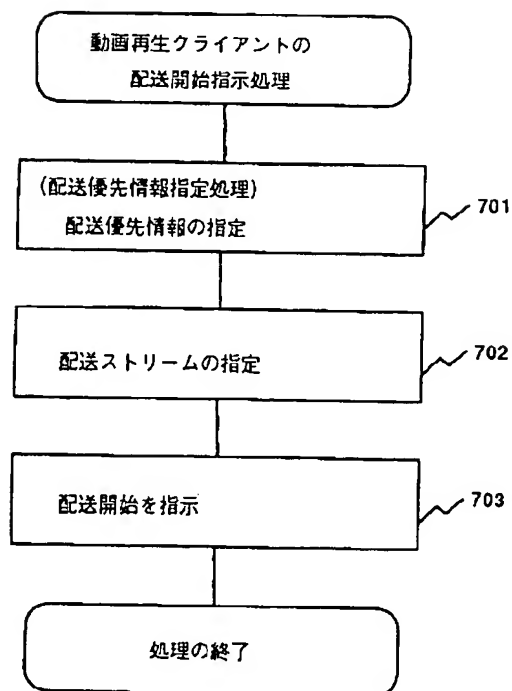 動画再生クライアントの
配送開始指示処理
(配送優先情報指定処理)
配送優先情報の指定
701
配送ストリームの指定
702
配送開始を指示
703
処理の終了